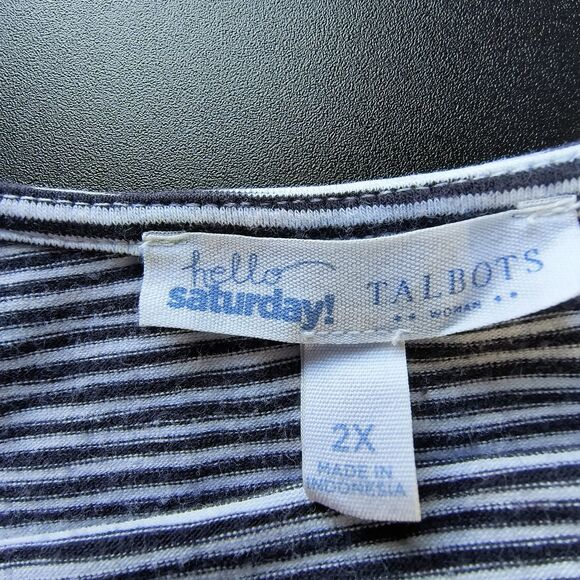 hello
saturday!
TALBOTS
WOMAN
2X
MADE IN
INDONESIA